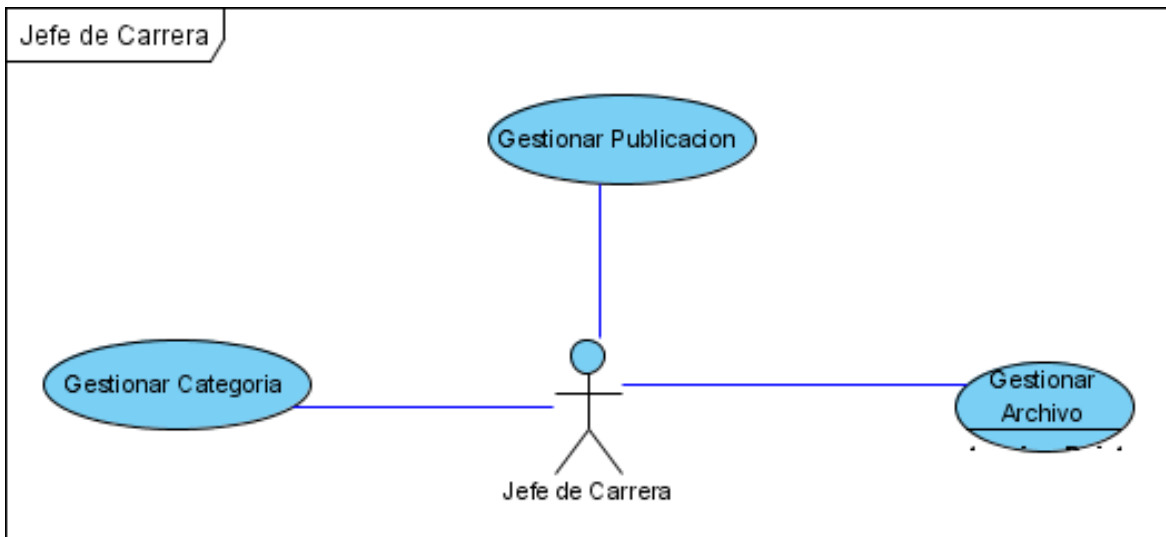 Jefe de Carrera
Gestionar Publicacion
Gestionar Categoria
Gestionar
Archivo
Jefe de Carrera